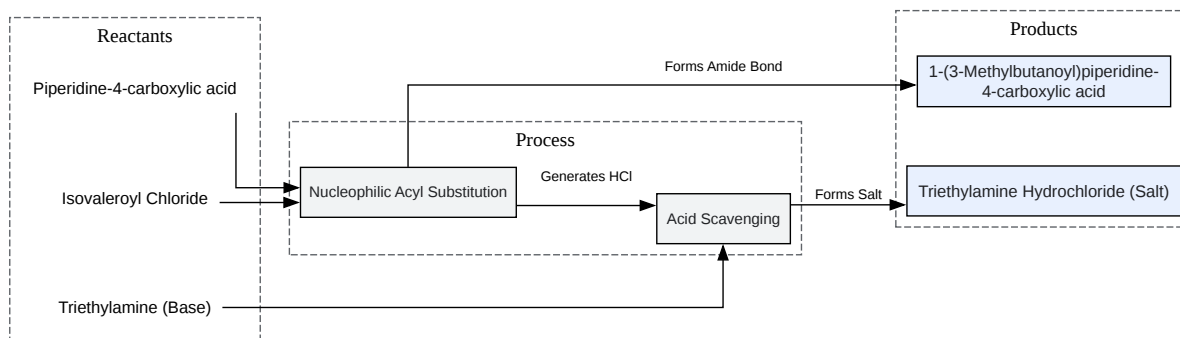 Reactants
Products
Piperidine-4-carboxylic acid
Forms Amide Bond
1-(3-Methylbutanoyl)piperidine-
4-carboxylic acid
Process
Nucleophilic Acyl Substitution
Generates HCl
Isovaleroyl Chloride
Acid Scavenging
Forms Salt
Triethylamine Hydrochloride (Salt)
Triethylamine (Base)